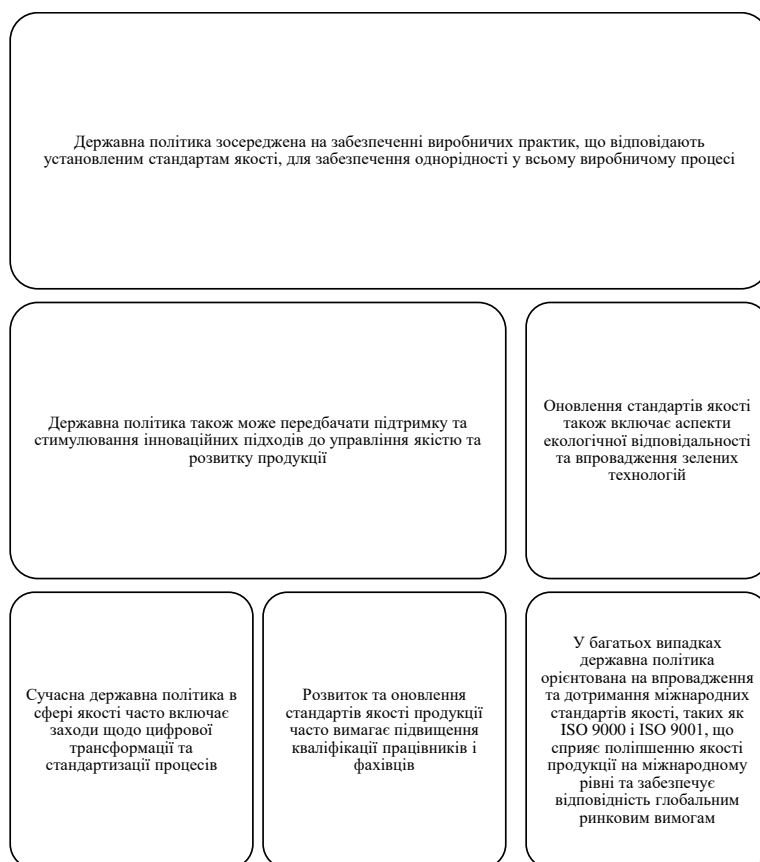 Державна політика зосереджена на забезпеченні виробничих практик, що відповідають
установленим стандартам якості, для забезпечення однорідності у всьому виробничому процесі
Державна політика також може передбачати підтримку та
стимулювання інноваційних підходів до управління якістю та
розвитку продукції
Оновлення стандартів якості
також включає аспекти
екологічної відповідальності
та впровадження зелених
технологій
Сучасна державна політика в
сфері якості часто включає
заходи щодо цифрової
трансформації та
стандартизації процесів
Розвиток та оновлення
стандартів якості продукції
часто вимагає підвищення
кваліфікації працівників і
фахівців
У багатьох випадках
державна політика
орієнтована на впровадження
та дотримання міжнародних
стандартів якості, таких як
ISO 9000 і ISO 9001, що
сприяє поліпшенню якості
продукції на міжнародному
рівні та забезпечує
відповідність глобальним
ринковим вимогам